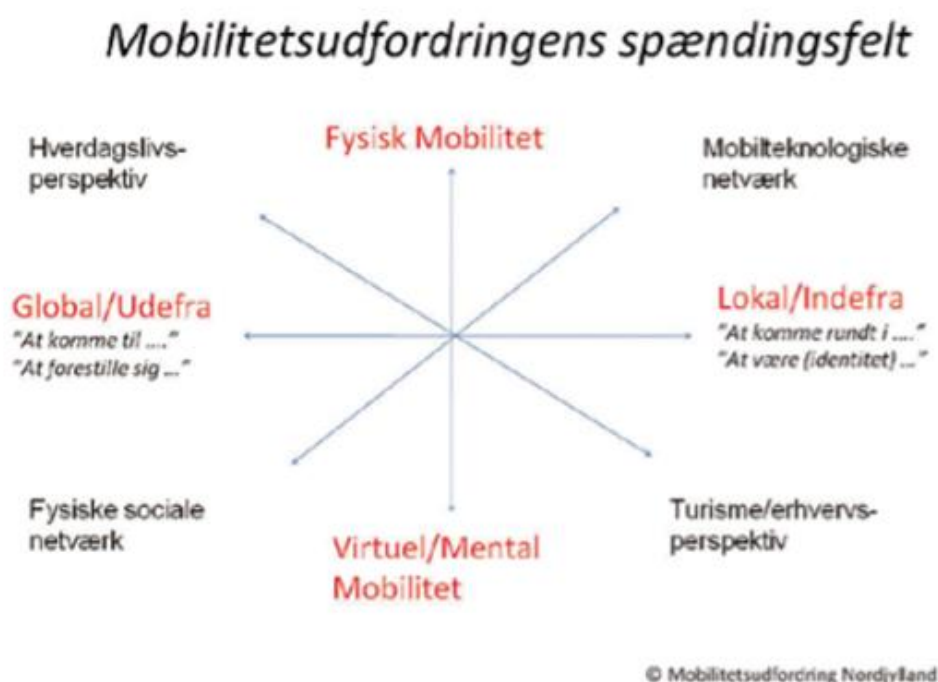 Mobilitetsudfordringens spændingsfelt
Hverdagslivs-
perspektiv
Fysisk Mobilitet
Mobilteknologiske
netværk
Global/Udefra
"At komme til ...."
"At forestille sig ..."
Lokal/Indefra
"At komme rundt i ...."
"At være (identitet) ..."
Fysiske sociale
netværk
Virtuel/Mental
Mobilitet
Turisme/erhvervs-
perspektiv
© Mobilitetsudfordring Nordjylland